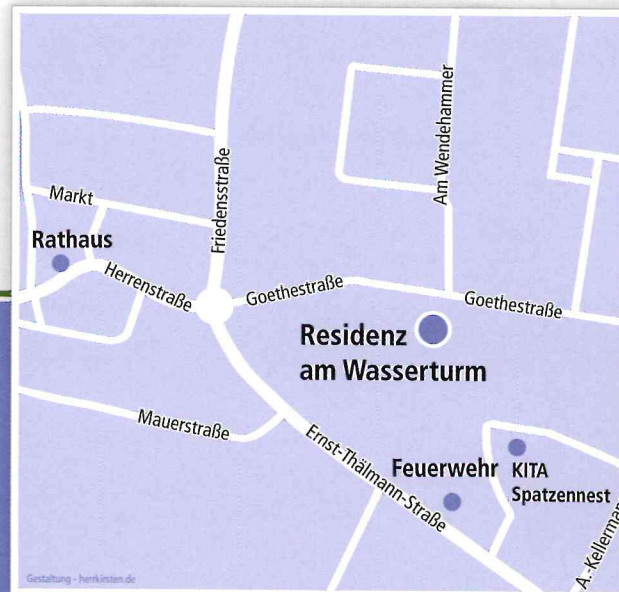 Am Wendehammer
Friedensstraße
Markt
Rathaus
Herrenstraße
Goethestraße
Goethestraße
Residenz
am Wasserturm
Mauerstraße
Ernst-Thälmann-Straße
Feuerwehr
KITA
Spatzennest
A.-Kellerman
Gestaltung - herrkirsten.de